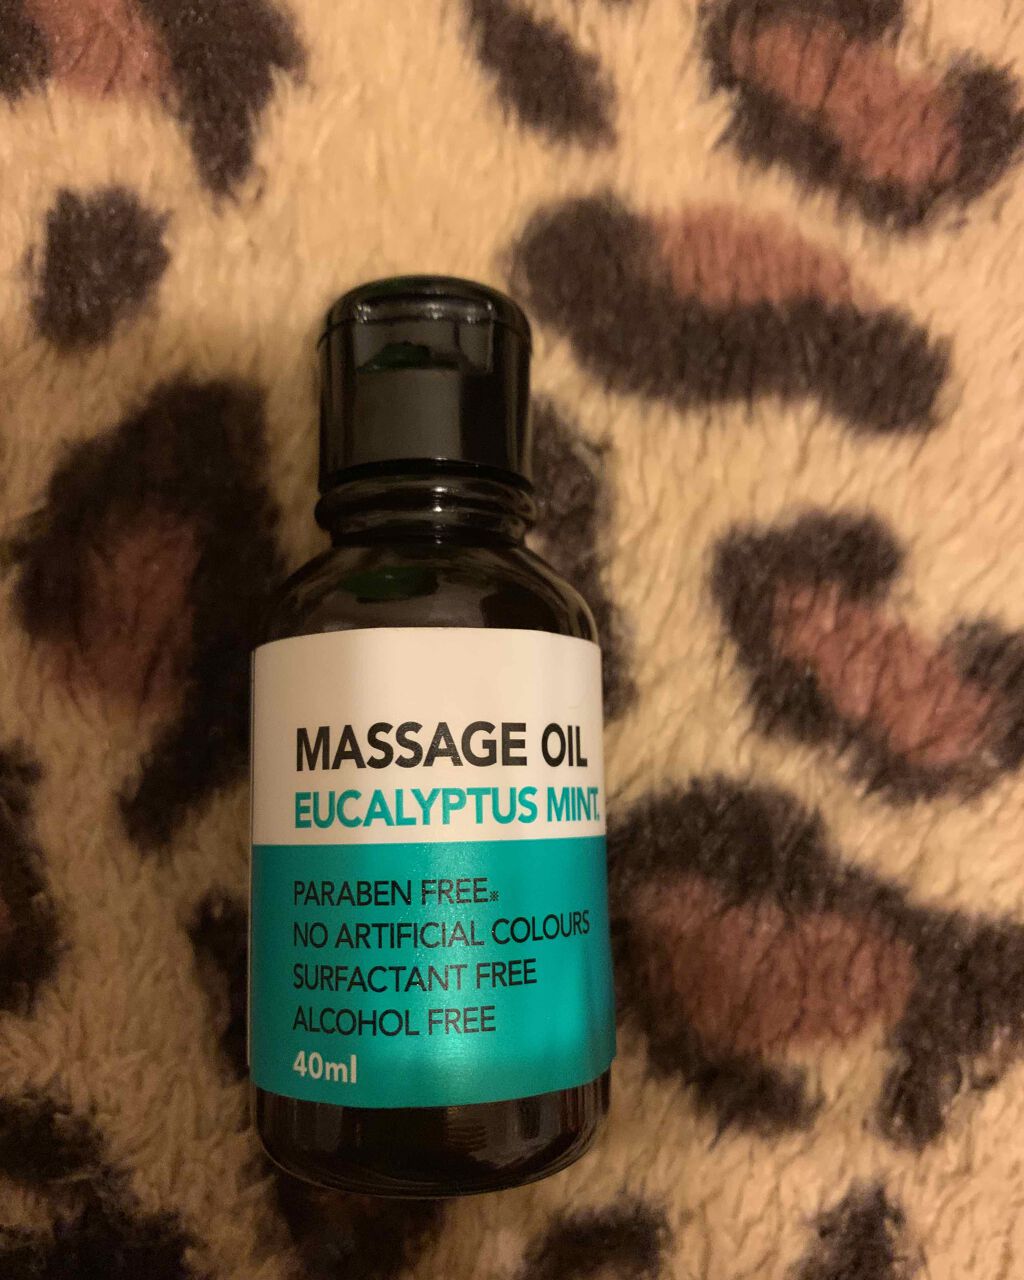 MASSAGE OIL
EUCALYPTUS MINT.
PARABEN FREE※
NO ARTIFICIAL COLOURS
SURFACTANT FREE
ALCOHOL FREE
40ml